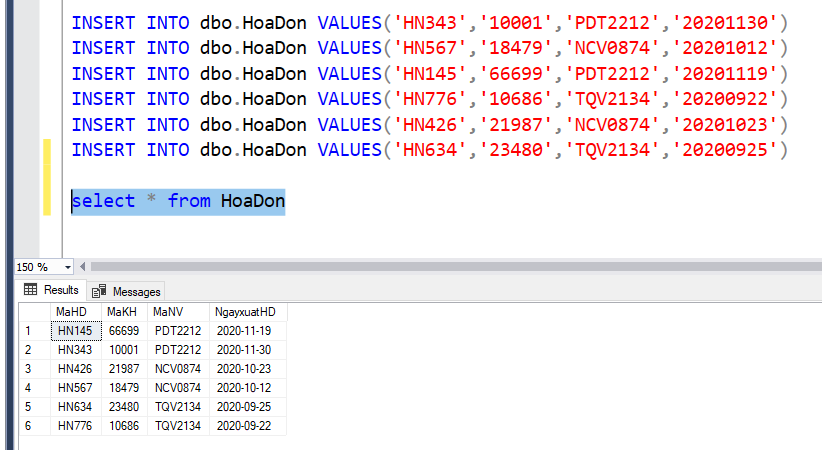 INSERT INTO dbo.HoaDon VALUES('HN343','10001','PDT2212','20201130')
INSERT INTO dbo.HoaDon VALUES('HN567','18479','NCV0874','20201012')
INSERT INTO dbo.HoaDon VALUES('HN145','66699','PDT2212','20201119')
INSERT INTO dbo.HoaDon VALUES('HN776','10686','TQV2134','20200922')
INSERT INTO dbo.HoaDon VALUES('HN426','21987','NCV0874','20201023')
INSERT INTO dbo.HoaDon VALUES('HN634','23480','TQV2134','20200925')
select * from HoaDon
150 %
Results Messages
MaHD MaKH MaNV NgayxuatHD
1 HN145 66699 PDT2212 2020-11-19
2 HN343 10001 PDT2212 2020-11-30
3 HN426 21987 NCV0874 2020-10-23
4 HN567 18479 NCV0874 2020-10-12
5 HN634 23480 TQV2134 2020-09-25
6 HN776 10686 TQV2134 2020-09-22